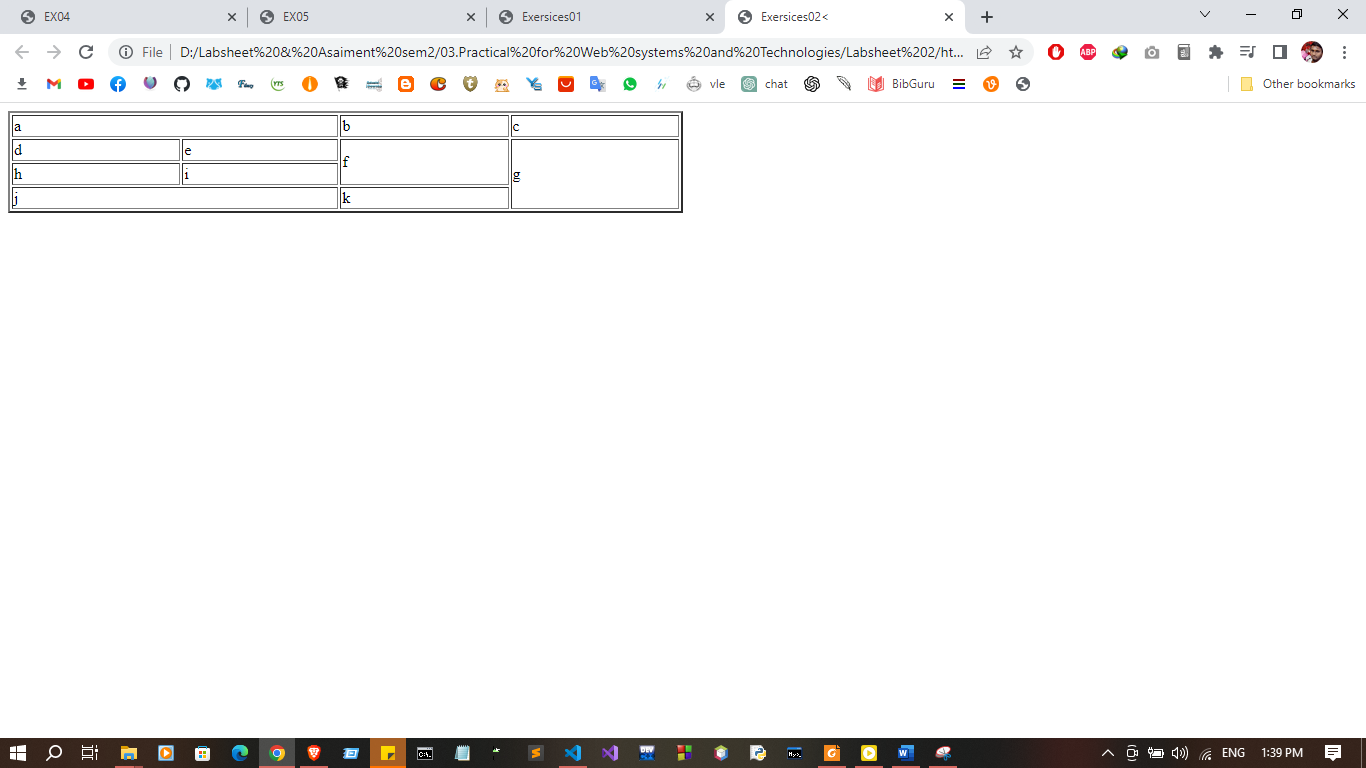 EX04 EX05 Exersices01 Exersices02<
File D:/Labsheet%20&%20Asaiment%20sem2/03.Practical%20for%20Web%20systems%20and%20Technologies/Labsheet%202/ht... ABP
vle chat BibGuru Other bookmarks
a b c
d e f g
h i
j k
ENG 1:39 PM